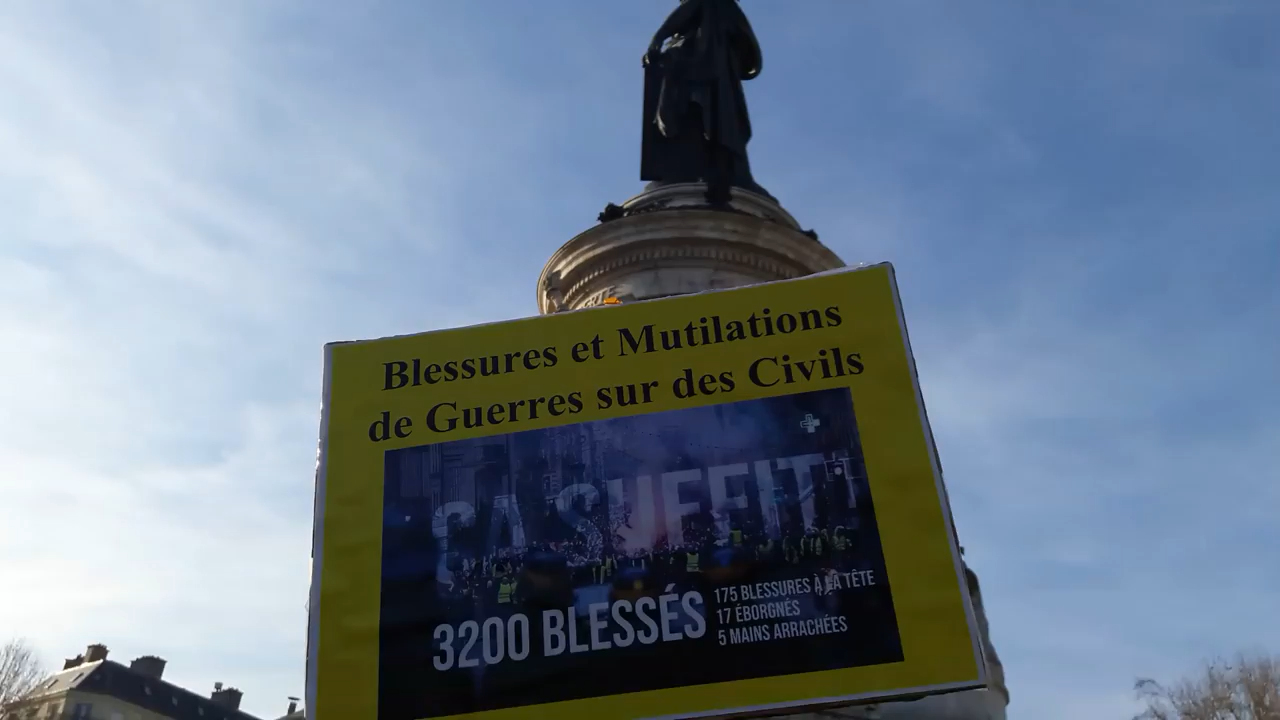 Blessures et Mutilations
de Guerres sur des Civils
ÇA SUFFIT
3200 BLESSÉS
175 BLESSURES À LA TÊTE
17 ÉBORGNÉS
5 MAINS ARRACHÉES